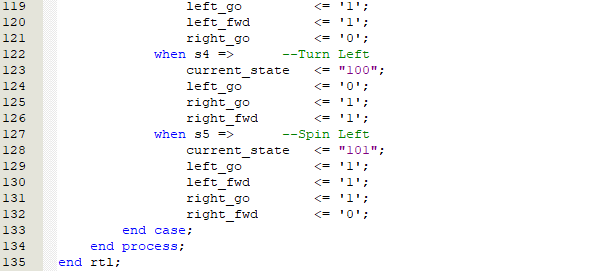 119 left_go <= '1';
120 left_fwd <= '1';
121 right_go <= '0';
122 when s4 => --Turn Left
123 current_state <= "100";
124 left_go <= '0';
125 right_go <= '1';
126 right_fwd <= '1';
127 when s5 => --Spin Left
128 current_state <= "101";
129 left_go <= '1';
130 left_fwd <= '1';
131 right_go <= '1';
132 right_fwd <= '0';
133 end case;
134 end process;
135 end rtl;